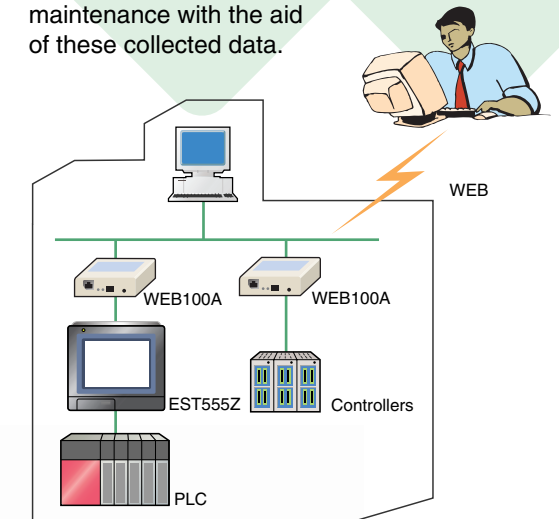 maintenance with the aid
of these collected data.
WEB
WEB100A
WEB100A
EST555Z
Controllers
PLC